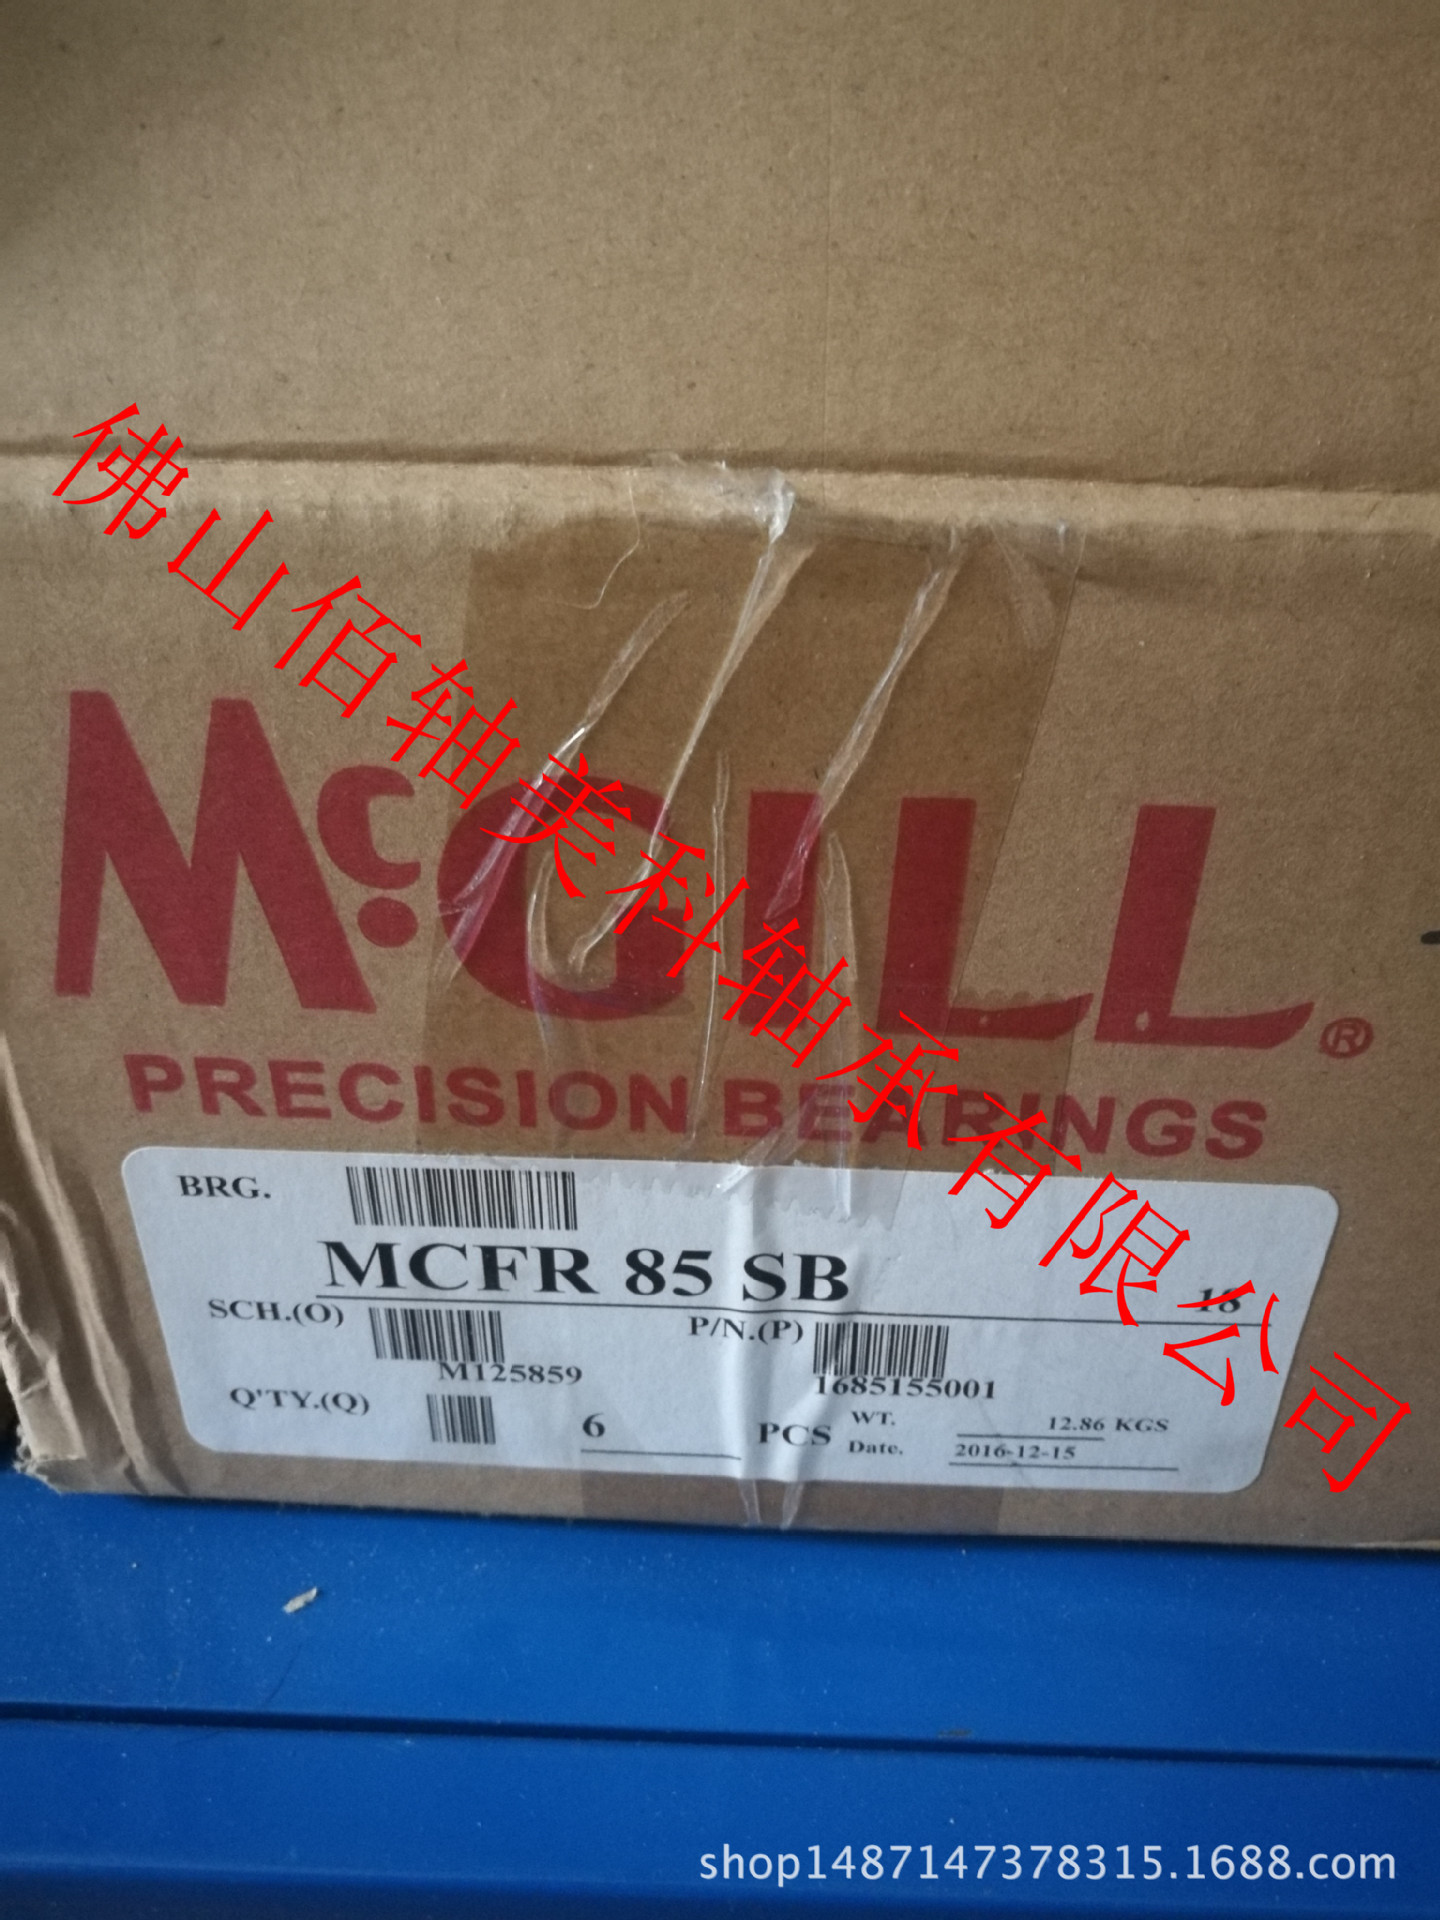 佛山佰轴美科轴承有限公司
McGILL®
PRECISION BEARINGS
BRG.
MCFR 85 SB 18
SCH.(O) P/N.(P)
M125859 1685155001
Q'TY.(Q) 6 PCS WT. 12.86 KGS
Date. 2016-12-15
shop1487147378315.1688.com